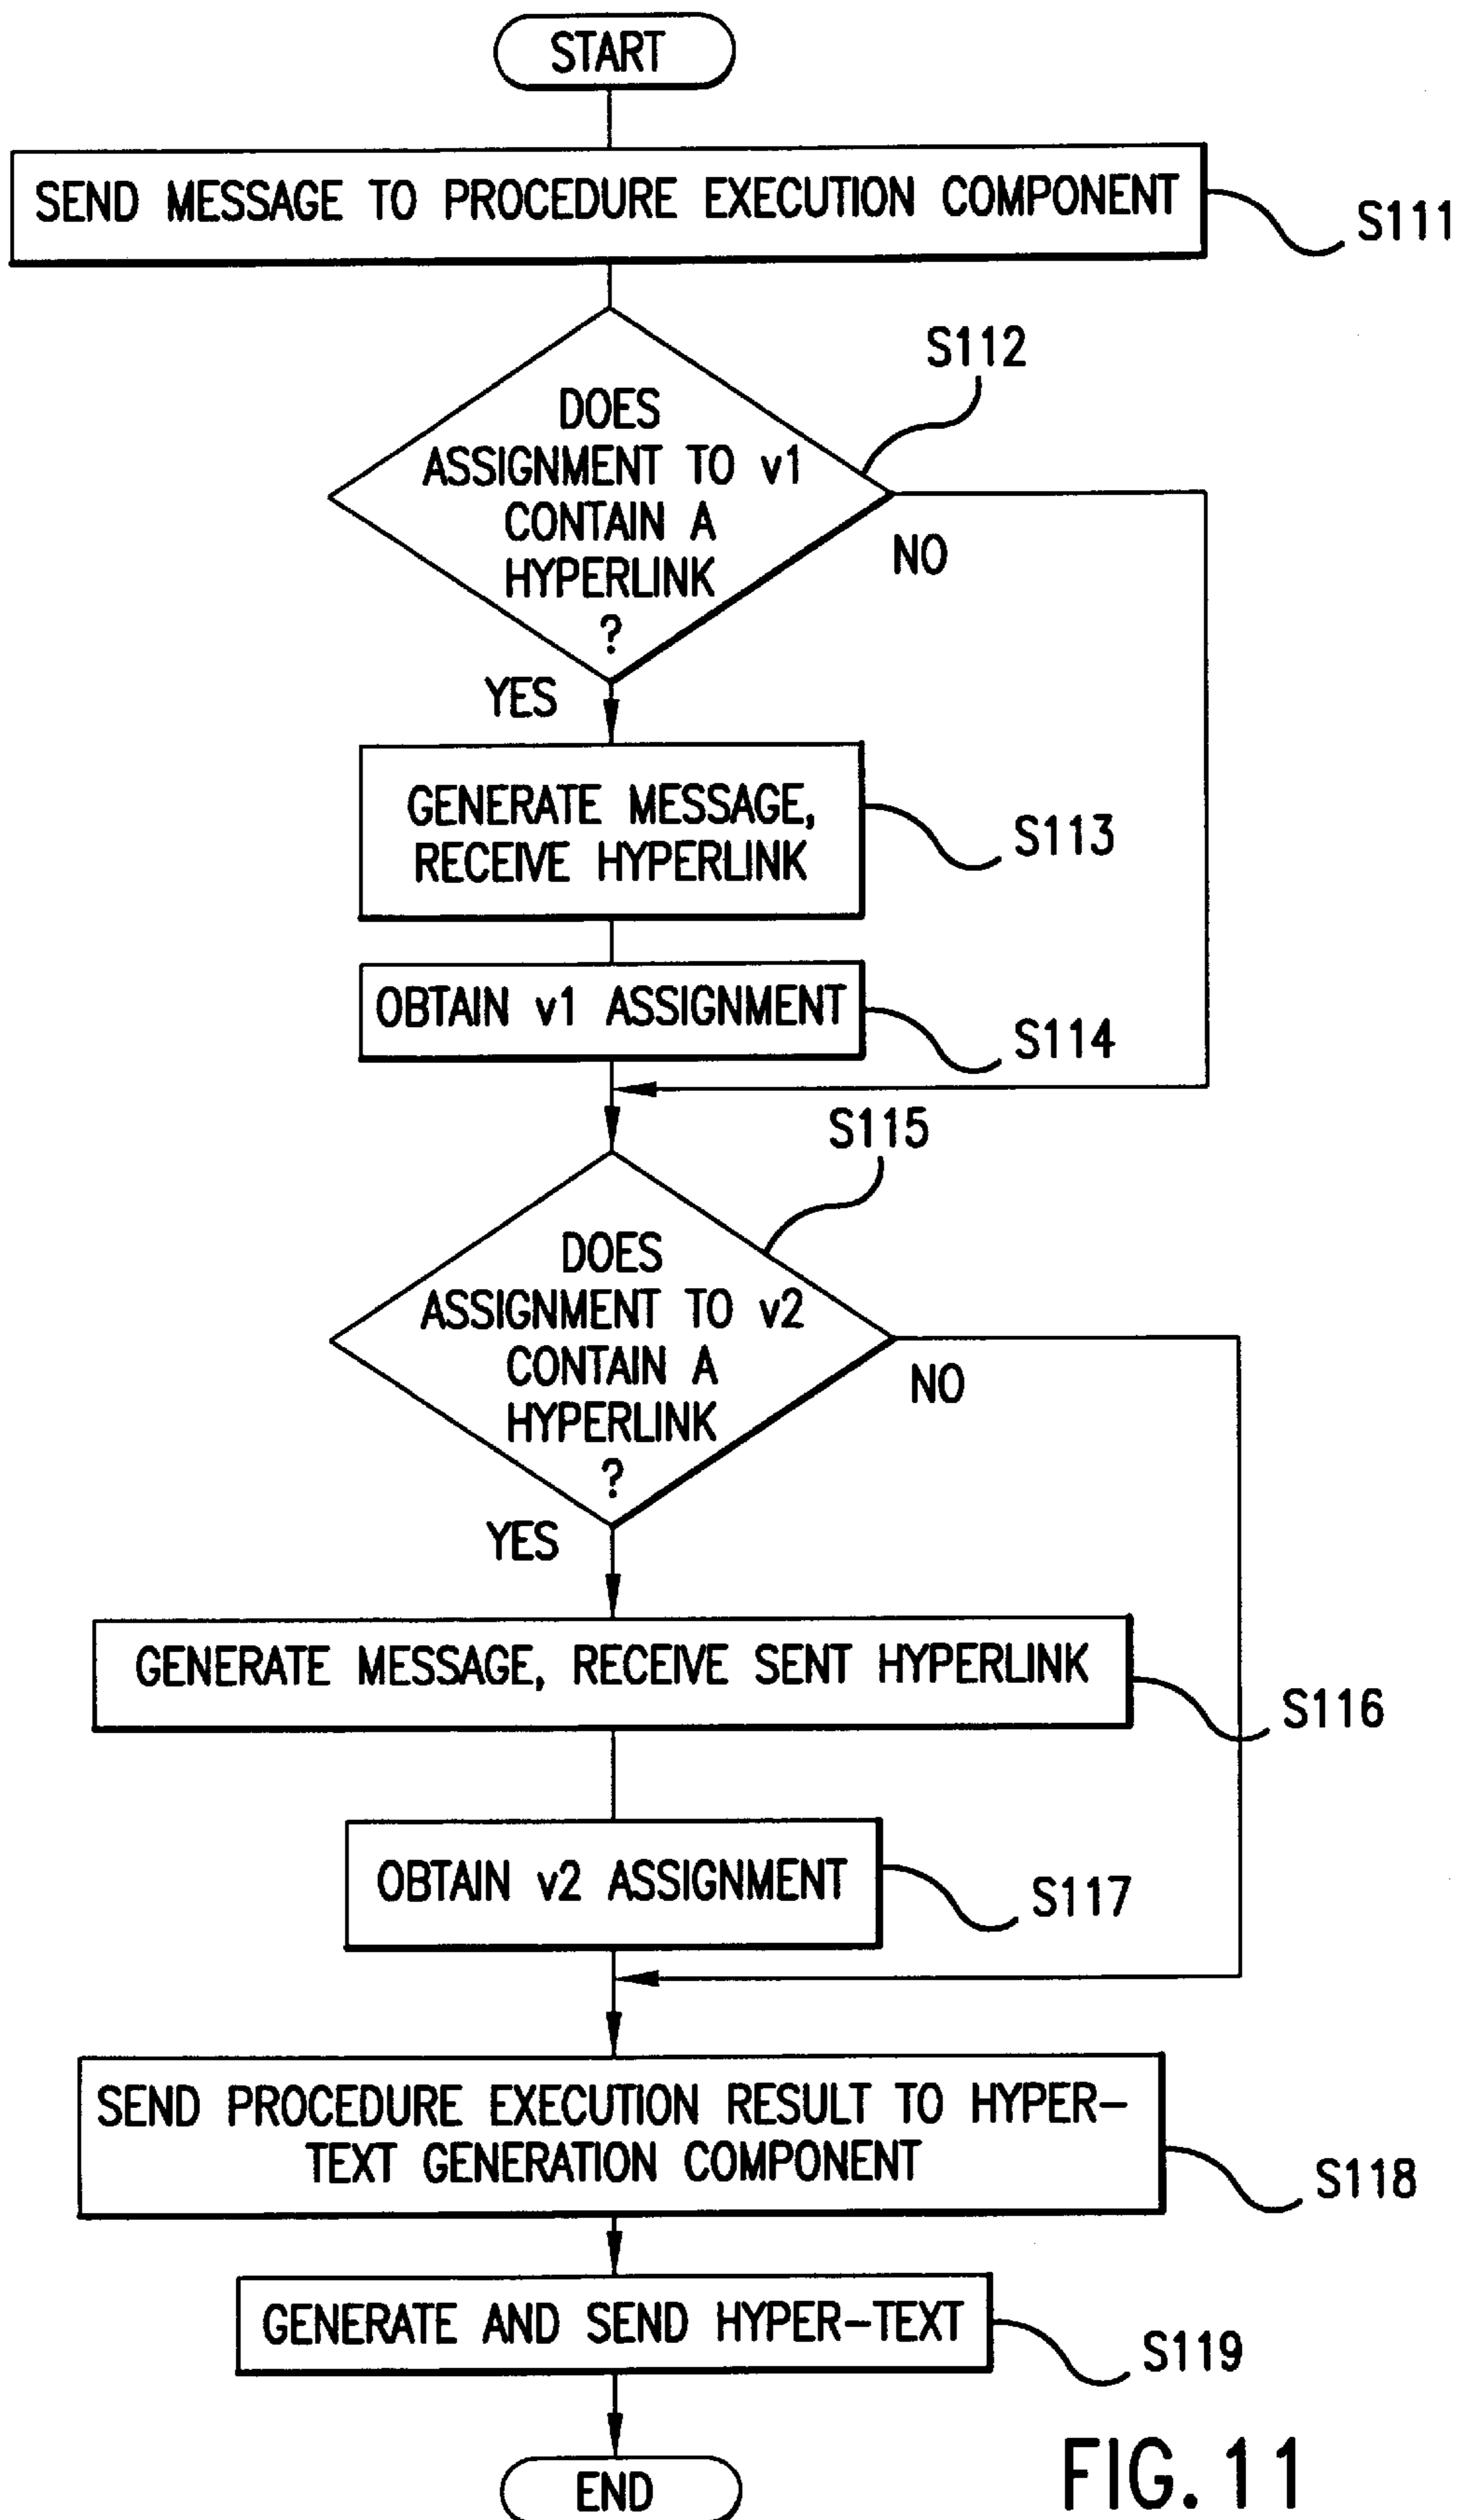 START
SEND MESSAGE TO PROCEDURE EXECUTION COMPONENT
S111
S112
DOES
ASSIGNMENT TO v1
CONTAIN A
HYPERLINK
?
NO
YES
GENERATE MESSAGE,
RECEIVE HYPERLINK
S113
OBTAIN v1 ASSIGNMENT
S114
S115
DOES
ASSIGNMENT TO v2
CONTAIN A
HYPERLINK
?
NO
YES
GENERATE MESSAGE, RECEIVE SENT HYPERLINK
S116
OBTAIN v2 ASSIGNMENT
S117
SEND PROCEDURE EXECUTION RESULT TO HYPER-
TEXT GENERATION COMPONENT
S118
GENERATE AND SEND HYPER-TEXT
S119
END
FIG. 11